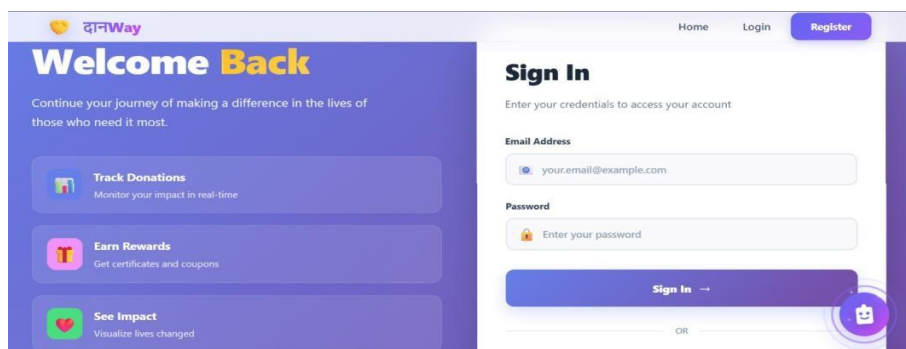 दानWay
Home
Login
Register
Welcome Back
Continue your journey of making a difference in the lives of
those who need it most.
Track Donations
Monitor your impact in real-time
Earn Rewards
Get certificates and coupons
See Impact
Visualize lives changed
Sign In
Enter your credentials to access your account
Email Address
your.email@example.com
Password
Enter your password
Sign In →
OR